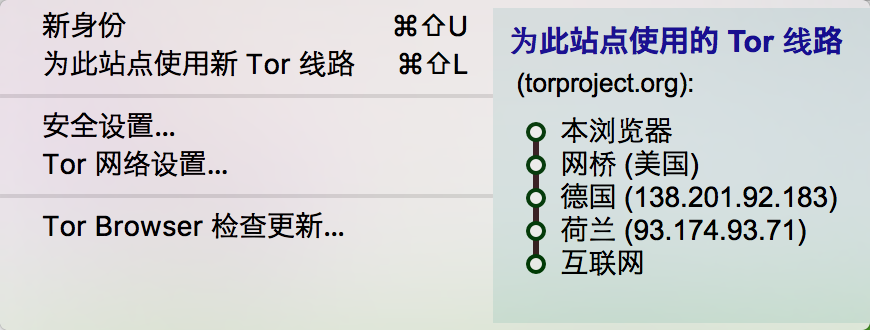 新身份 ⌘⇧U
为此站点使用新 Tor 线路 ⌘⇧L
安全设置...
Tor 网络设置...
Tor Browser 检查更新...
为此站点使用的 Tor 线路
(torproject.org):
本浏览器
网桥 (美国)
德国 (138.201.92.183)
荷兰 (93.174.93.71)
互联网